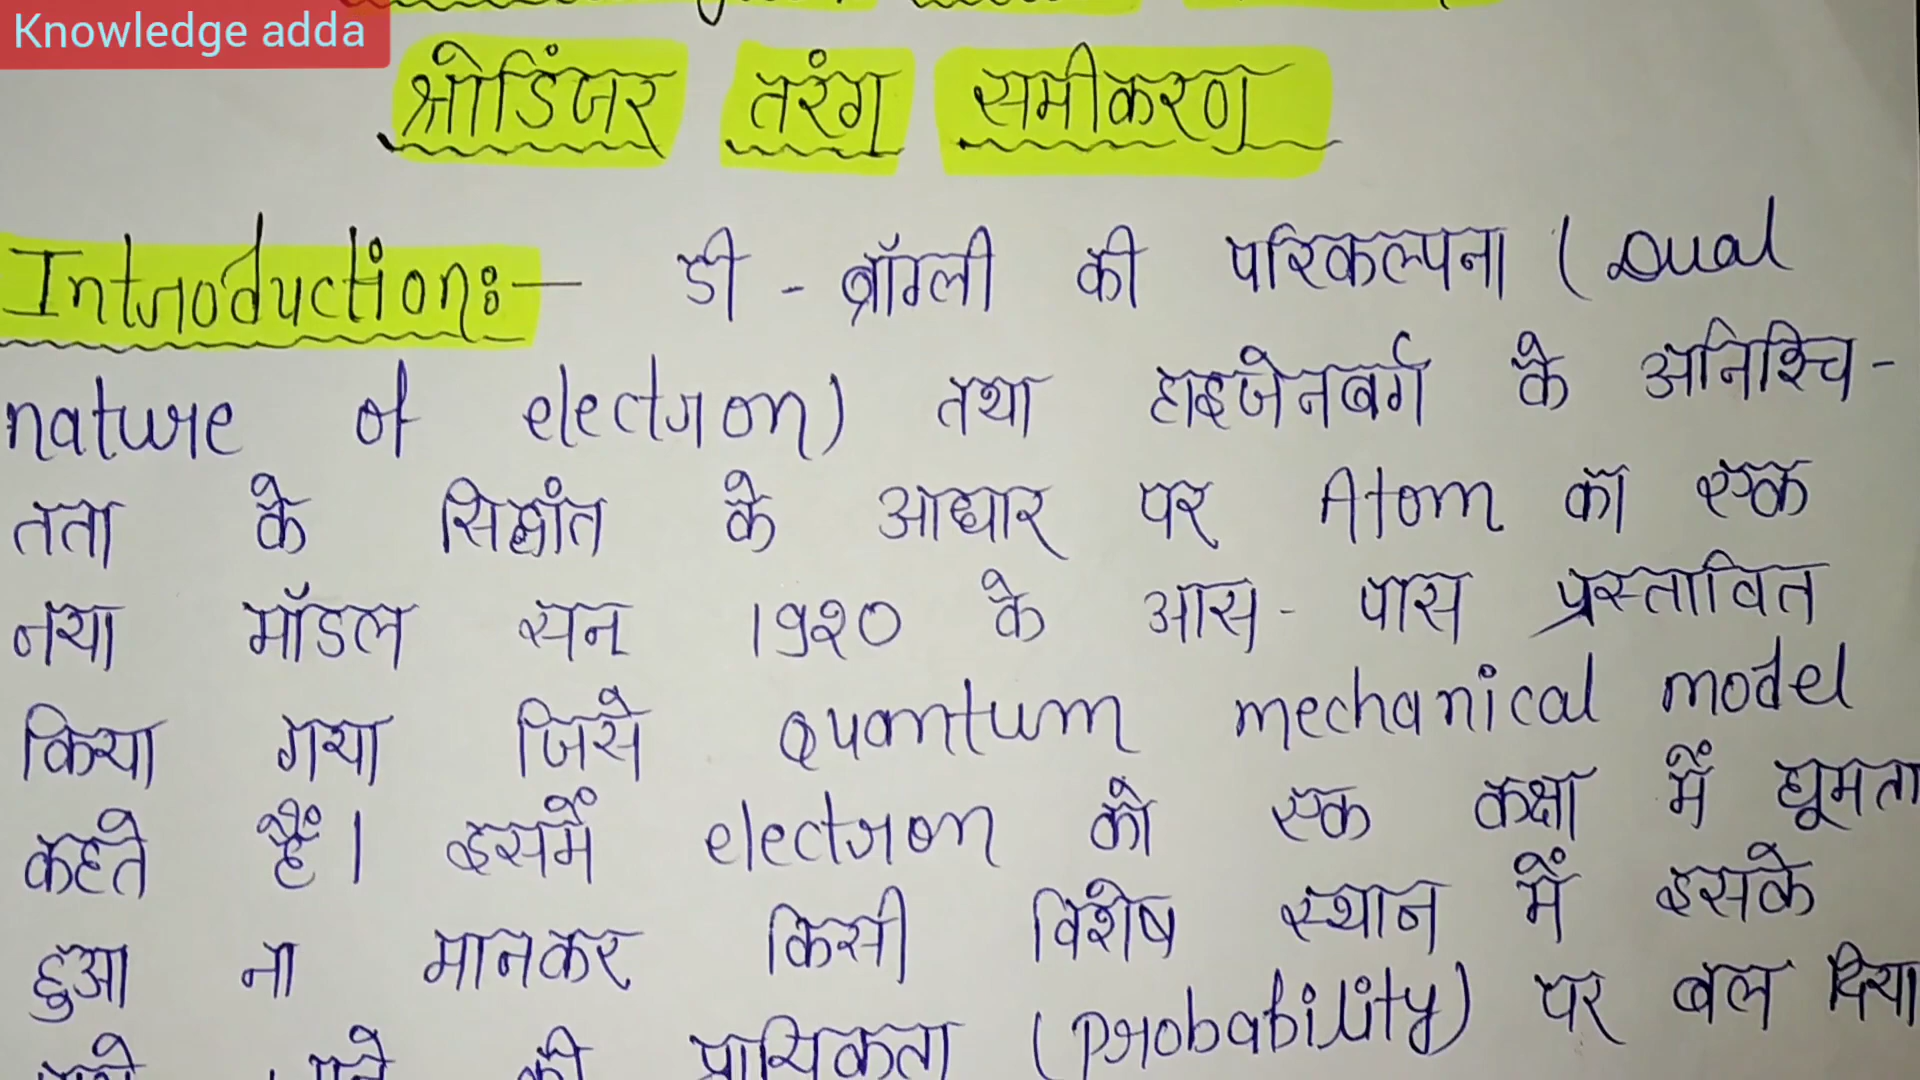 Knowledge adda
श्रोडिंजर तरंग समीकरण
Introduction:- डी - ब्रॉग्ली की परिकल्पना ( Dual
nature of electron) तथा हाइजेनबर्ग के अनिश्चि-
तता के सिद्धांत के आधार पर Atom का एक
नया मॉडल सन् 19२0 के आस - पास प्रस्तावित
किया गया जिसे Quantum mechanical model
कहते हैं। इसमें electron को एक कक्षा में घूमता
हुआ ना मानकर किसी विशेष स्थान में इसके
की प्रायिकता (Probability) पर बल दिया